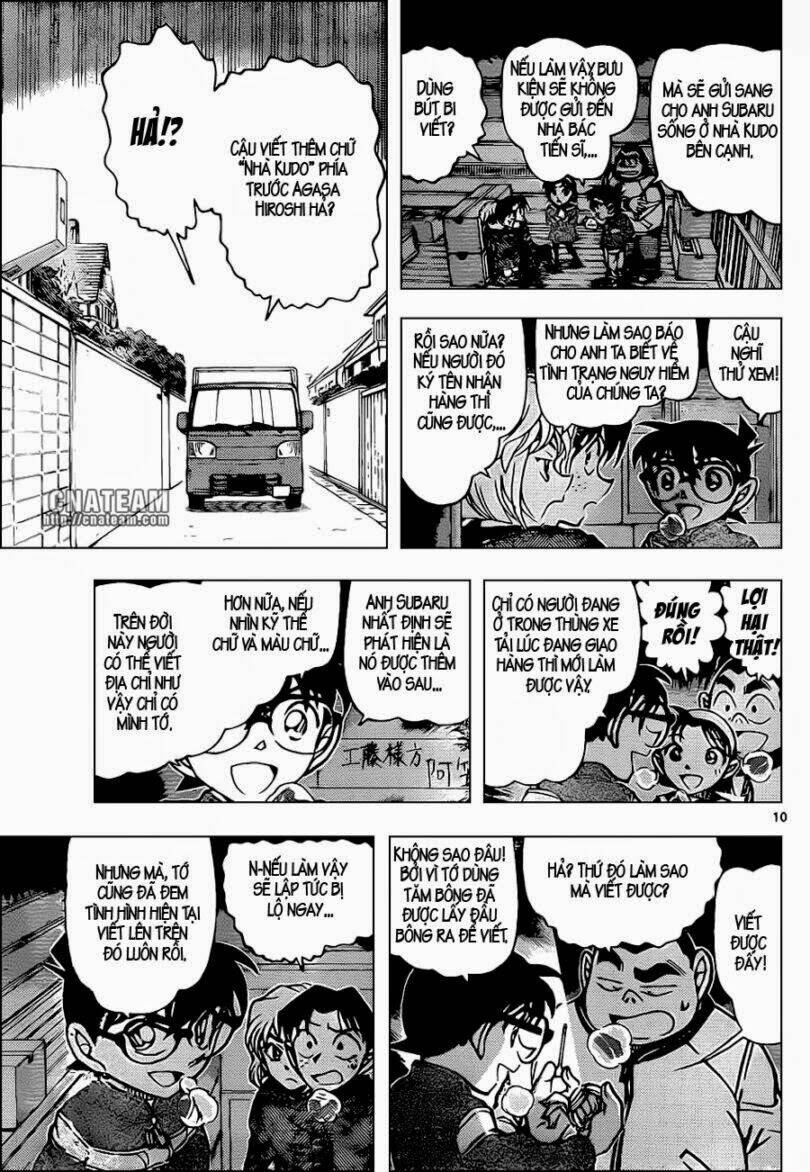 MÀ SẼ GỬI SANG
CHO ANH SUBARU
SỐNG Ở NHÀ KUDO
BÊN CẠNH.
NẾU LÀM VẬY, BƯU
KIỆN SẼ KHÔNG
ĐƯỢC GỬI ĐẾN
NHÀ BÁC
TIẾN SĨ,...
DÙNG
BÚT BI
VIẾT?
CẬU VIẾT THÊM CHỮ
"NHÀ KUDO" PHÍA
TRƯỚC AGASA
HIROSHI HẢ?
HẢ!?
CNATEAM
http://cnateam.com
CẬU
NGHĨ
THỬ XEM!
NHƯNG LÀM SAO BÁO
CHO ANH TA BIẾT VỀ
TÌNH TRẠNG NGUY HIỂM
CỦA CHÚNG TA?
RỒI SAO NỮA?
NẾU NGƯỜI ĐÓ
KÝ TÊN NHẬN
HÀNG THÌ
CŨNG ĐƯỢC,...
LỢI
HẠI
THẬT!
ĐÚNG
RỒI!
CHỈ CÓ NGƯỜI ĐANG
Ở TRONG THÙNG XE
TẢI LÚC ĐANG GIAO
HÀNG THÌ MỚI LÀM
ĐƯỢC VẬY.
ANH SUBARU
NHẤT ĐỊNH SẼ
PHÁT HIỆN LÀ
NÓ ĐƯỢC THÊM
VÀO SAU...
HƠN NỮA, NẾU
NHÌN KỸ THỂ
CHỮ VÀ MÀU CHỮ...
TRÊN ĐỜI
NÀY NGƯỜI
CÓ THỂ VIẾT
ĐỊA CHỈ NHƯ
VẬY CHỈ CÓ
MÌNH TỚ.
工藤様方
阿笠
10
VIẾT
ĐƯỢC
ĐẤY!
HẢ? THỨ ĐÓ LÀM SAO
MÀ VIẾT ĐƯỢC?
KHÔNG SAO ĐÂU!
BỞI VÌ TỚ DÙNG
TĂM BÔNG ĐÃ
ĐƯỢC LẤY ĐẦU
BÔNG RA ĐỂ VIẾT.
N-NẾU LÀM VẬY
SẼ LẬP TỨC BỊ
LỘ NGAY...
NHƯNG MÀ, TỚ
CŨNG ĐÃ ĐEM
TÌNH HÌNH HIỆN TẠI
VIẾT LÊN TRÊN
ĐÓ LUÔN RỒI.